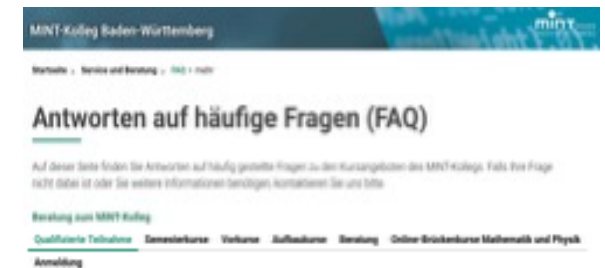 MINT-Kolleg Baden-Württemberg
mint
Startseite › Service und Beratung › FAQ + mehr
Antworten auf häufige Fragen (FAQ)
Auf dieser Seite finden Sie Antworten auf häufig gestellte Fragen zu den Kursangeboten des MINT-Kollegs. Falls Ihre Frage
nicht dabei ist oder Sie weitere Informationen benötigen, kontaktieren Sie uns bitte.
Beratung zum MINT-Kolleg
Qualifizierte Teilnahme Semesterkurse Vorkurse Aufbaukurse Beratung Online-Brückenkurse Mathematik und Physik
Anmeldung